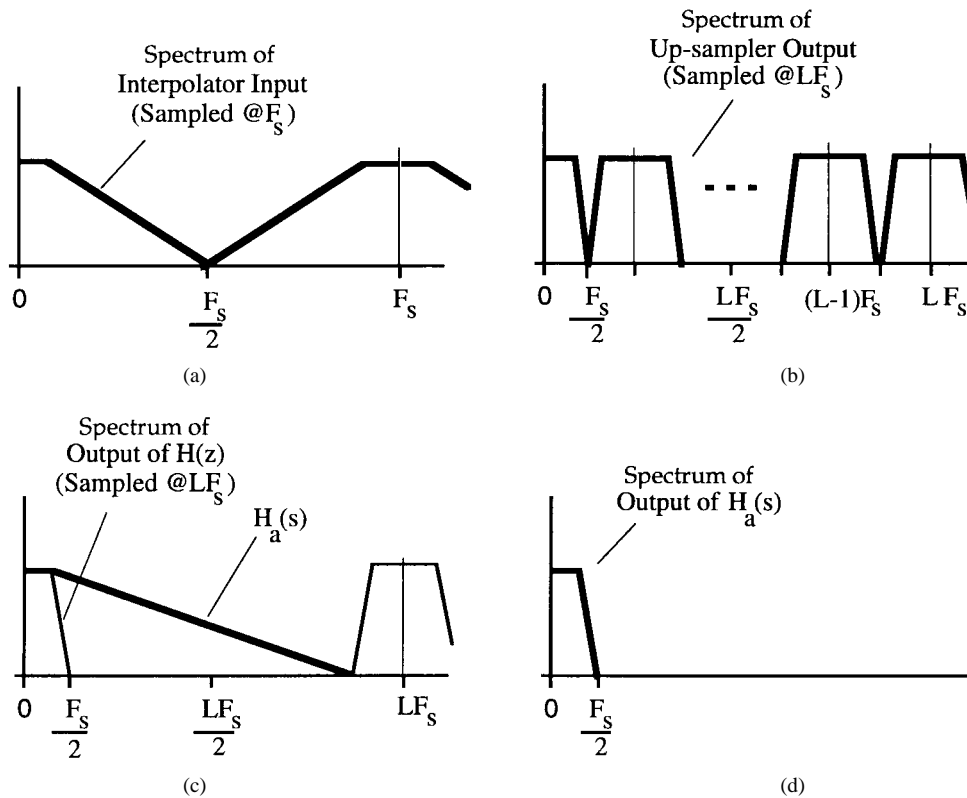 Spectrum of
Interpolator Input
(Sampled @F_s)
0
F_s/2
F_s
(a)
Spectrum of
Up-sampler Output
(Sampled @LF_s)
0
F_s/2
LF_s/2
(L-1)F_s
L F_s
(b)
Spectrum of
Output of H(z)
(Sampled @LF_s)
H_a(s)
0
F_s/2
LF_s/2
LF_s
(c)
Spectrum of
Output of H_a(s)
0
F_s/2
(d)